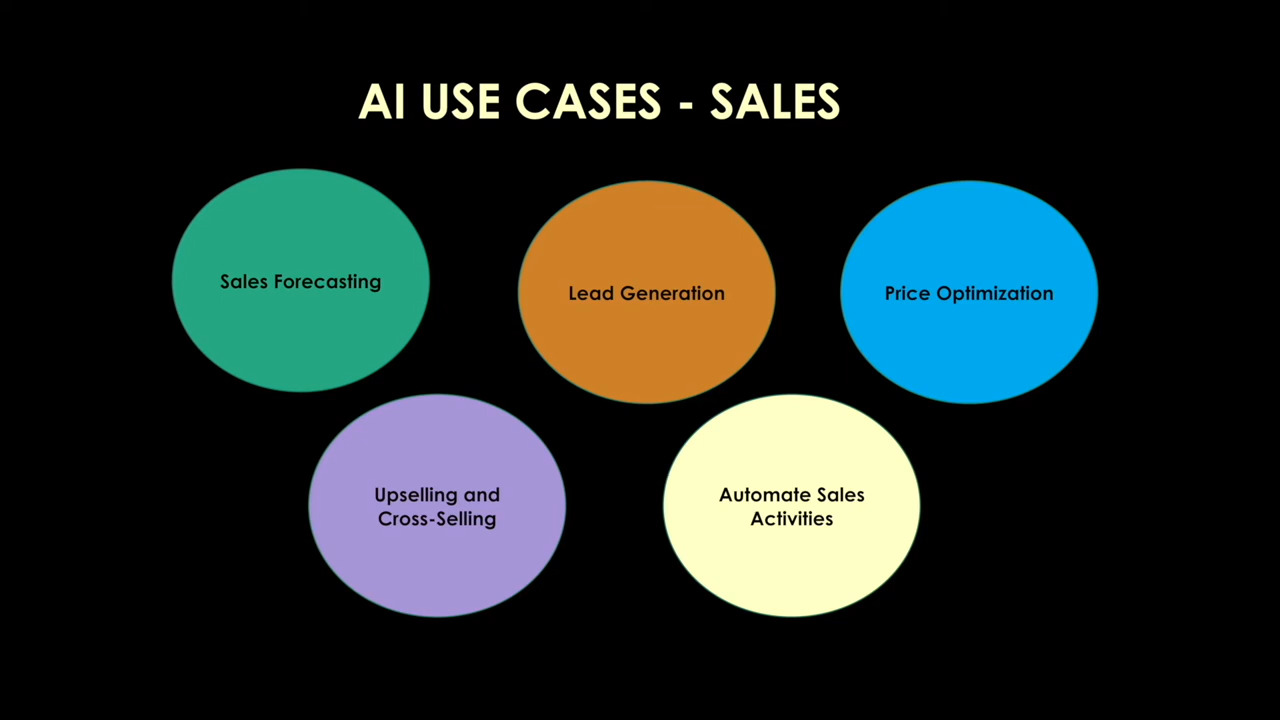 AI USE CASES - SALES
Sales Forecasting
Lead Generation
Price Optimization
Upselling and
Cross-Selling
Automate Sales
Activities